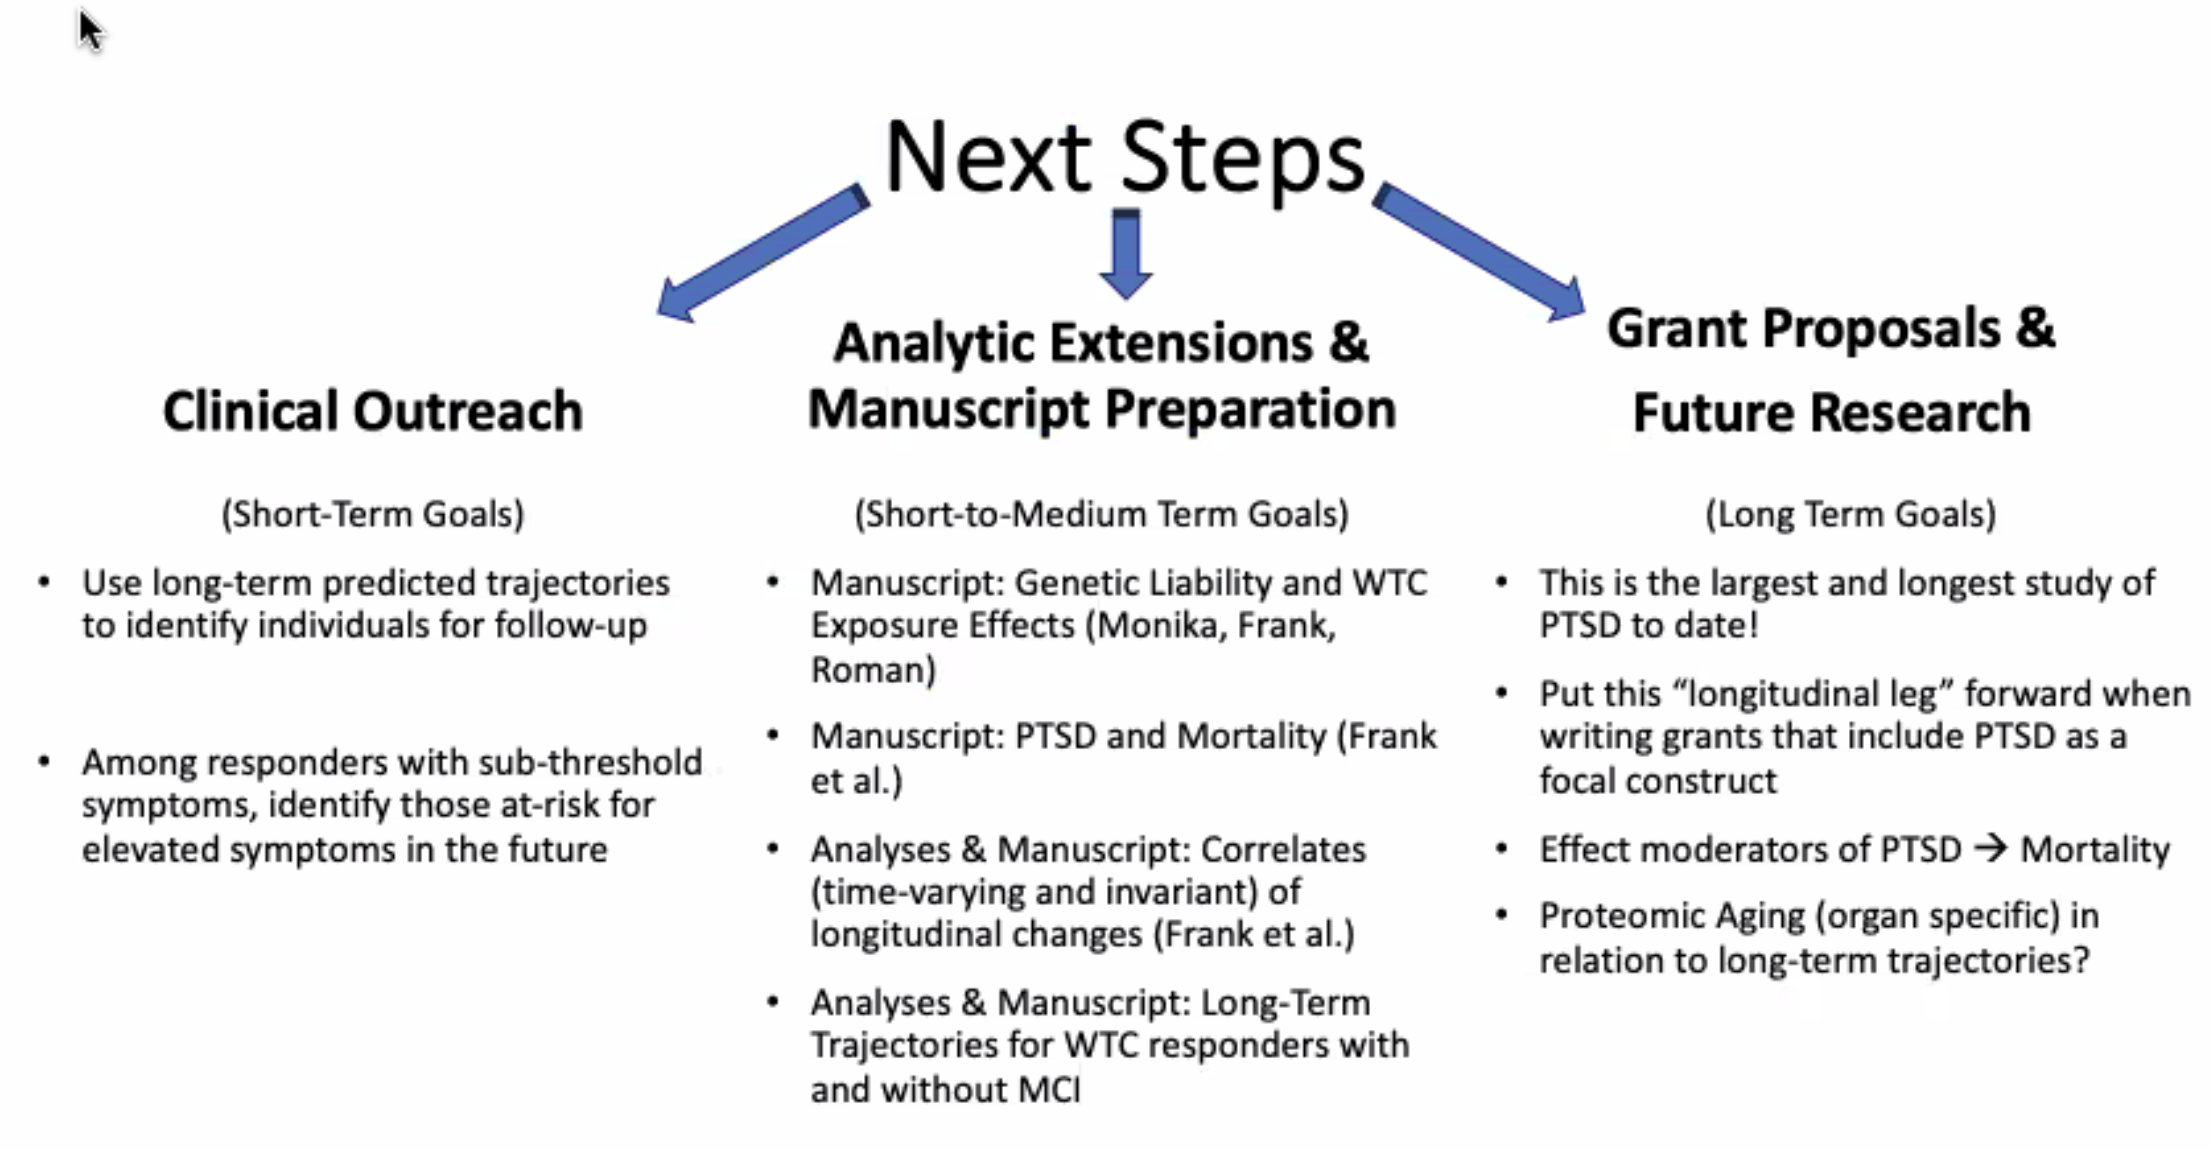 Next Steps
Clinical Outreach
(Short-Term Goals)
• Use long-term predicted trajectories
to identify individuals for follow-up
• Among responders with sub-threshold
symptoms, identify those at-risk for
elevated symptoms in the future
Analytic Extensions &
Manuscript Preparation
(Short-to-Medium Term Goals)
• Manuscript: Genetic Liability and WTC
Exposure Effects (Monika, Frank,
Roman)
• Manuscript: PTSD and Mortality (Frank
et al.)
• Analyses & Manuscript: Correlates
(time-varying and invariant) of
longitudinal changes (Frank et al.)
• Analyses & Manuscript: Long-Term
Trajectories for WTC responders with
and without MCI
Grant Proposals &
Future Research
(Long Term Goals)
• This is the largest and longest study of
PTSD to date!
• Put this “longitudinal leg” forward when
writing grants that include PTSD as a
focal construct
• Effect moderators of PTSD → Mortality
• Proteomic Aging (organ specific) in
relation to long-term trajectories?